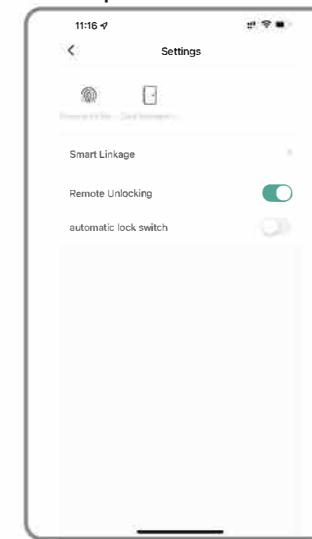 11:16
Settings
Smart Linkage
Remote Unlocking
automatic lock switch